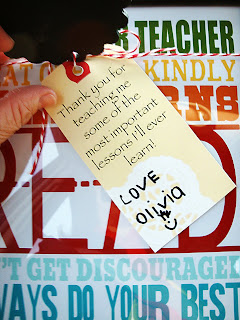 TEACHER
KINDLY
Thank you for
teaching me
some of the
most important
lessons I'll ever
learn!
LOVE
Olivia
READ
'T GET DISCOURAGED
WAYS DO YOUR BEST